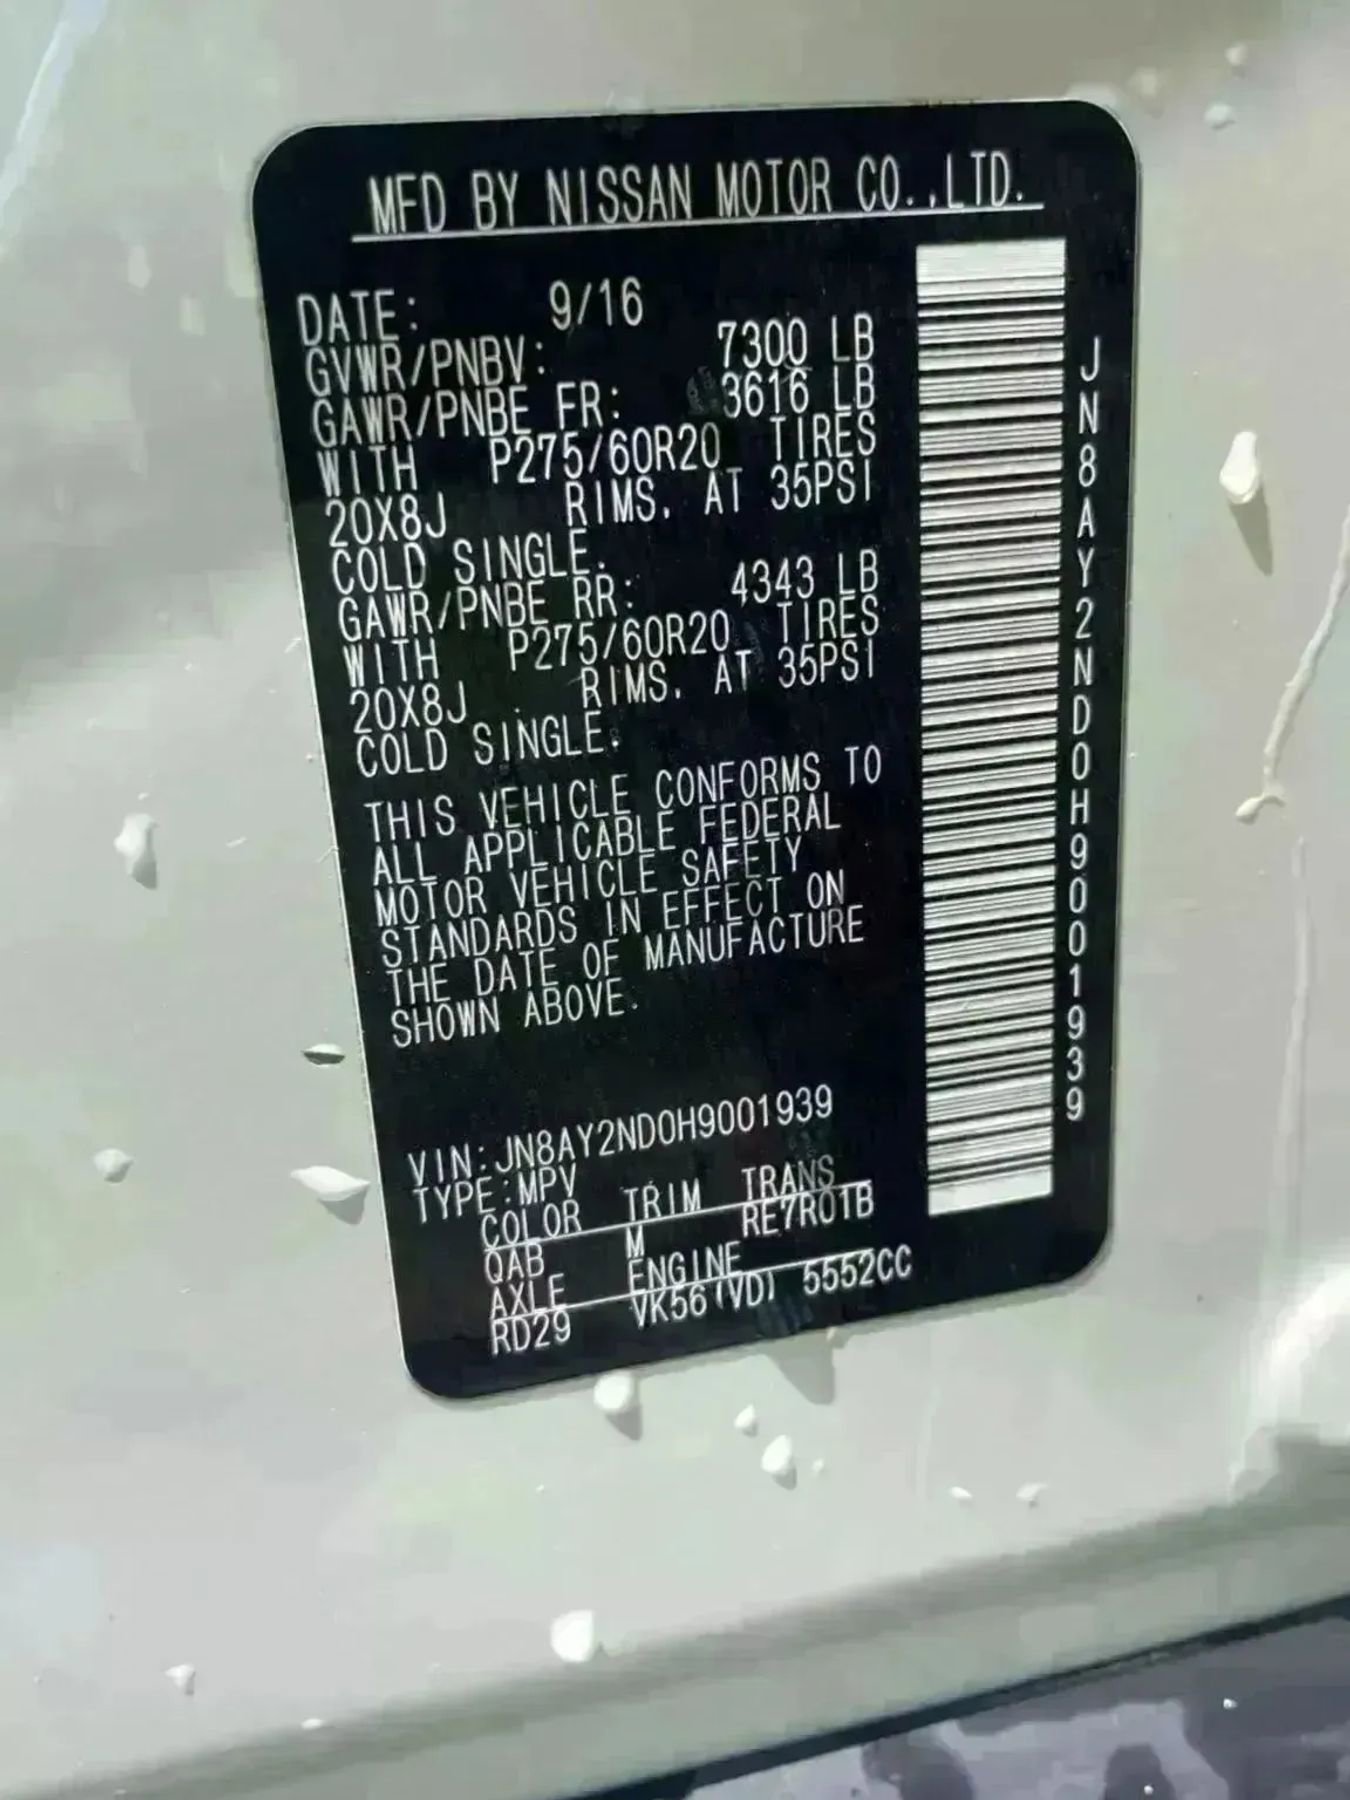 MFD BY NISSAN MOTOR CO.,LTD.
DATE: 9/16
GVWR/PNBV: 7300 LB
GAWR/PNBE FR: 3616 LB
WITH P275/60R20 TIRES
20X8J RIMS. AT 35PSI
COLD SINGLE.
GAWR/PNBE RR: 4343 LB
WITH P275/60R20 TIRES
20X8J RIMS. AT 35PSI
COLD SINGLE.
THIS VEHICLE CONFORMS TO
ALL APPLICABLE FEDERAL
MOTOR VEHICLE SAFETY
STANDARDS IN EFFECT ON
THE DATE OF MANUFACTURE
SHOWN ABOVE.
VIN:JN8AY2ND0H9001939
TYPE:MPV
COLOR TRIM TRANS
QAB M RE7R01B
AXLE ENGINE
RD29 VK56(VD) 5552CC
JN8AY2ND0H9001939